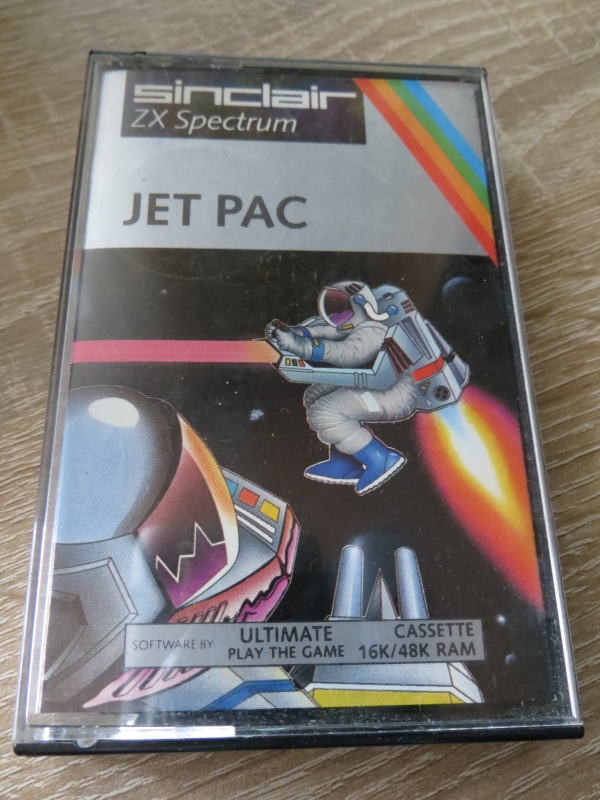 sinclair
ZX Spectrum
JET PAC
SOFTWARE BY ULTIMATE PLAY THE GAME
CASSETTE
16K/48K RAM